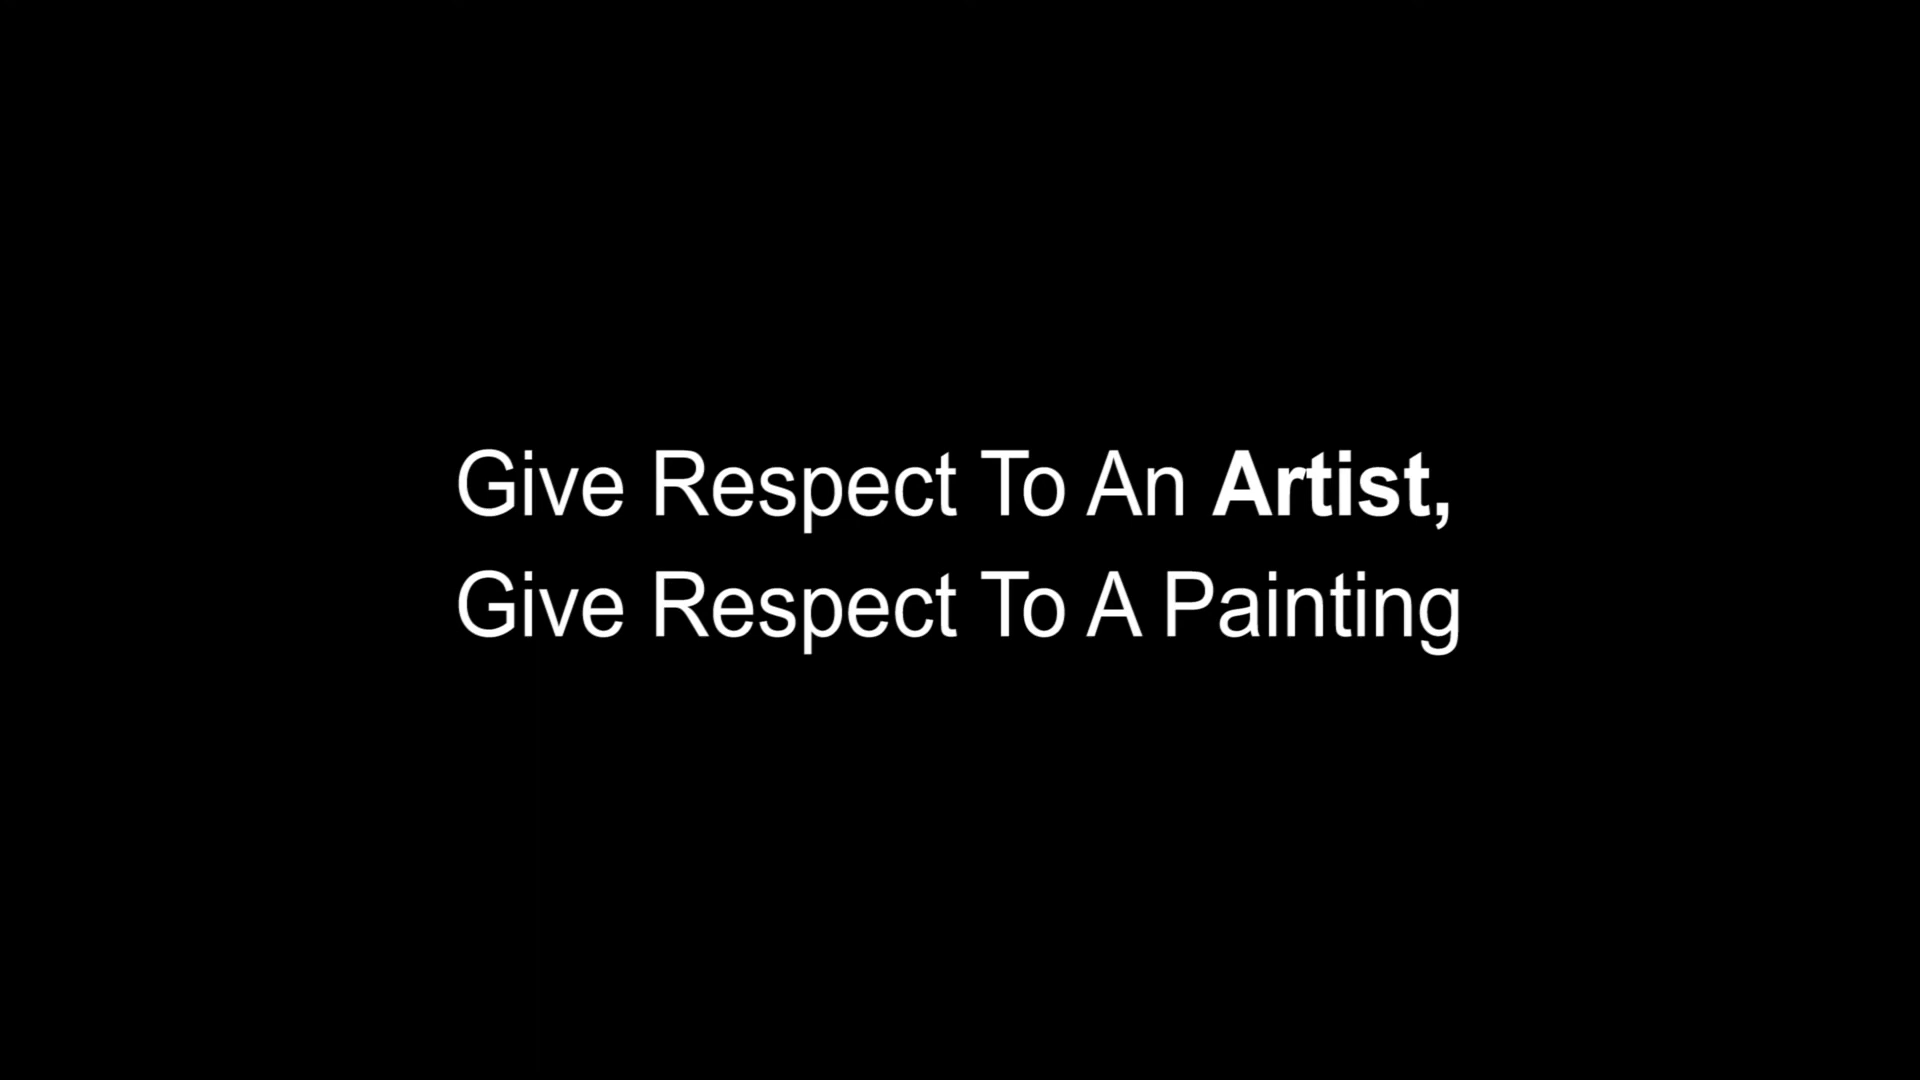 Give Respect To An Artist,
Give Respect To A Painting